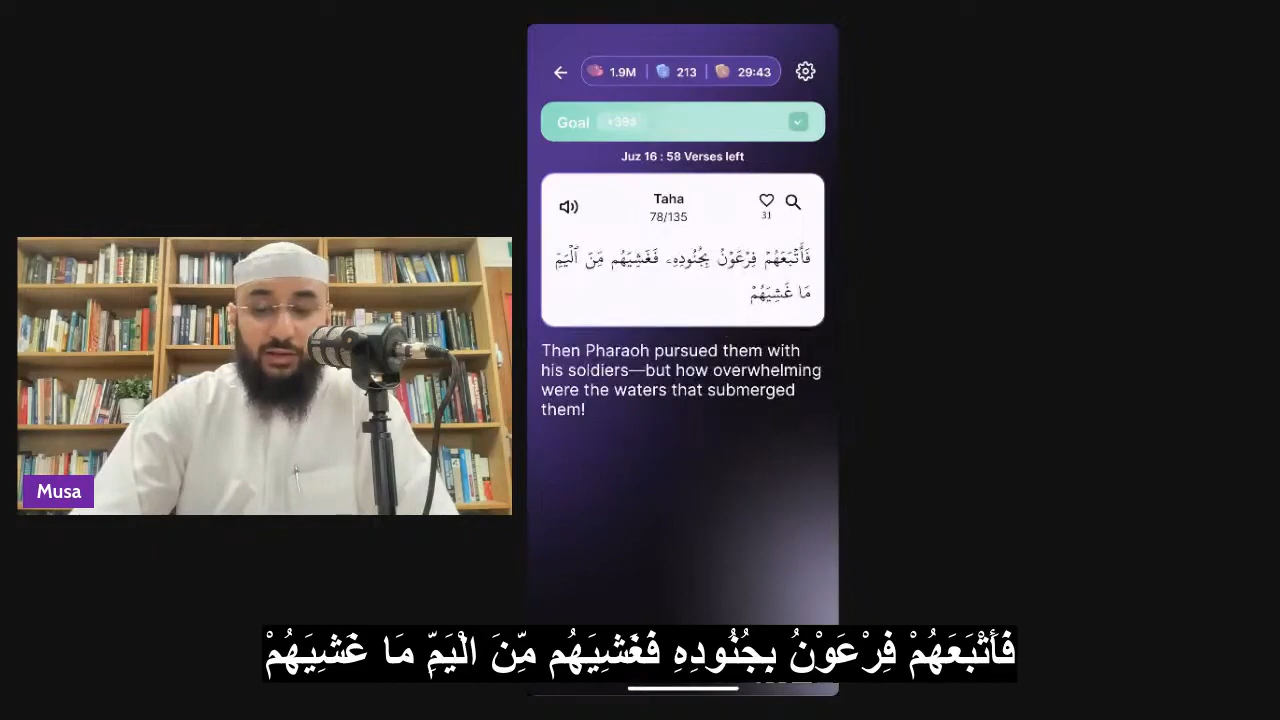 1.9M
213
29:43
Goal
+39s
Juz 16 : 58 Verses left
Taha
78/135
31
فَأَتْبَعَهُمْ فِرْعَوْنُ بِجُنُودِهِۦ فَغَشِيَهُم مِّنَ ٱلْيَمِّ
مَا غَشِيَهُمْ
Then Pharaoh pursued them with
his soldiers—but how overwhelming
were the waters that submerged
them!
Musa
فَأَتْبَعَهُمْ فِرْعَوْنُ بِجُنُودِهِ فَغَشِيَهُم مِّنَ الْيَمِّ مَا غَشِيَهُمْ